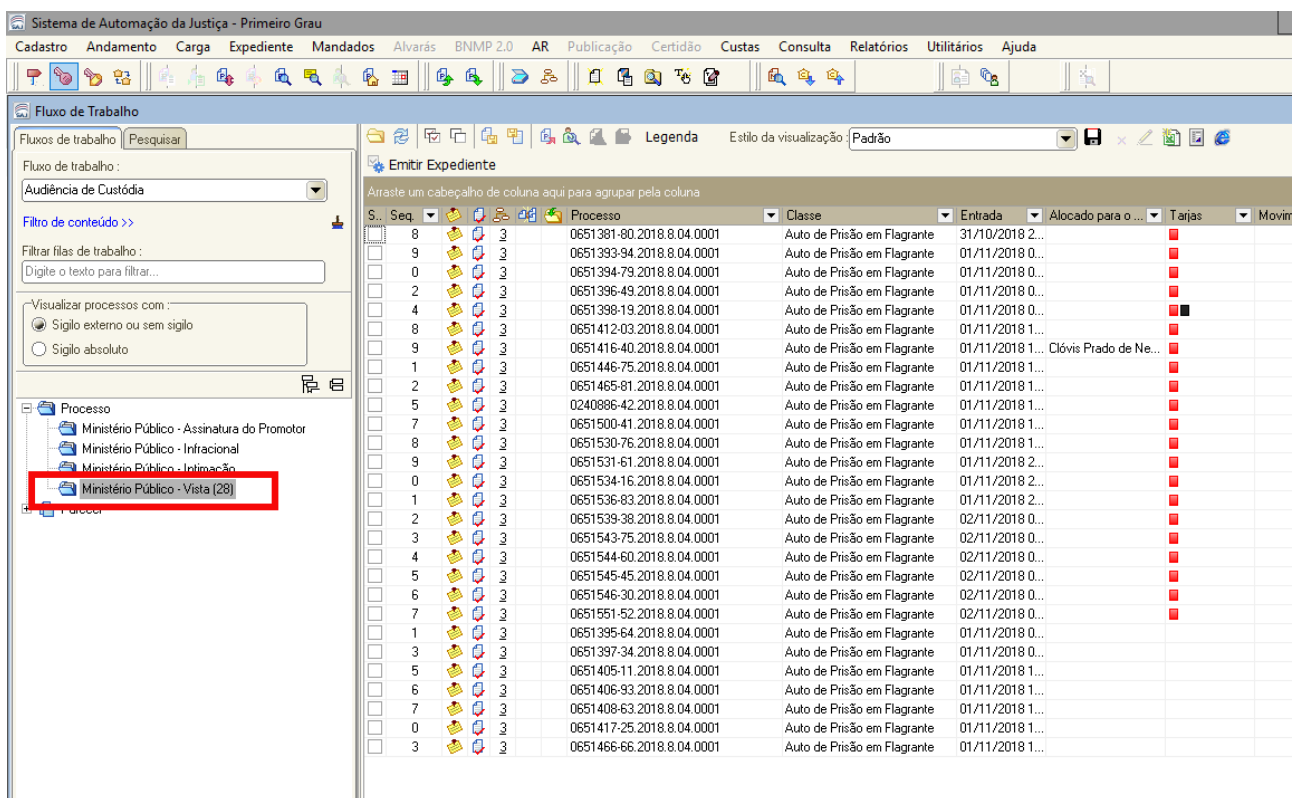 Sistema de Automação da Justiça - Primeiro Grau
Cadastro Andamento Carga Expediente Mandados Alvarás BNMP 2.0 AR Publicação Certidão Custas Consulta Relatórios Utilitários Ajuda
Fluxo de Trabalho
Fluxos de trabalho Pesquisar
Fluxo de trabalho :
Audiência de Custódia
Filtro de conteúdo >>
Filtrar filas de trabalho :
Digite o texto para filtrar...
Visualizar processos com :
Sigilo externo ou sem sigilo
Sigilo absoluto
Processo
Ministério Público - Assinatura do Promotor
Ministério Público - Infracional
Ministério Público - Intimação
Ministério Público - Vista (28)
Parecer
Legenda Estilo da visualização : Padrão
Emitir Expediente
Arraste um cabeçalho de coluna aqui para agrupar pela coluna
S.. Seq. Processo Classe Entrada Alocado para o ... Tarjas Movim
8 3 0651381-80.2018.8.04.0001 Auto de Prisão em Flagrante 31/10/2018 2...
9 3 0651393-94.2018.8.04.0001 Auto de Prisão em Flagrante 01/11/2018 0...
0 3 0651394-79.2018.8.04.0001 Auto de Prisão em Flagrante 01/11/2018 0...
2 3 0651396-49.2018.8.04.0001 Auto de Prisão em Flagrante 01/11/2018 0...
4 3 0651398-19.2018.8.04.0001 Auto de Prisão em Flagrante 01/11/2018 0...
8 3 0651412-03.2018.8.04.0001 Auto de Prisão em Flagrante 01/11/2018 1...
9 3 0651416-40.2018.8.04.0001 Auto de Prisão em Flagrante 01/11/2018 1... Clóvis Prado de Ne...
1 3 0651446-75.2018.8.04.0001 Auto de Prisão em Flagrante 01/11/2018 1...
2 3 0651465-81.2018.8.04.0001 Auto de Prisão em Flagrante 01/11/2018 1...
5 3 0240886-42.2018.8.04.0001 Auto de Prisão em Flagrante 01/11/2018 1...
7 3 0651500-41.2018.8.04.0001 Auto de Prisão em Flagrante 01/11/2018 1...
8 3 0651530-76.2018.8.04.0001 Auto de Prisão em Flagrante 01/11/2018 1...
9 3 0651531-61.2018.8.04.0001 Auto de Prisão em Flagrante 01/11/2018 2...
0 3 0651534-16.2018.8.04.0001 Auto de Prisão em Flagrante 01/11/2018 2...
1 3 0651536-83.2018.8.04.0001 Auto de Prisão em Flagrante 01/11/2018 2...
2 3 0651539-38.2018.8.04.0001 Auto de Prisão em Flagrante 02/11/2018 0...
3 3 0651543-75.2018.8.04.0001 Auto de Prisão em Flagrante 02/11/2018 0...
4 3 0651544-60.2018.8.04.0001 Auto de Prisão em Flagrante 02/11/2018 0...
5 3 0651545-45.2018.8.04.0001 Auto de Prisão em Flagrante 02/11/2018 0...
6 3 0651546-30.2018.8.04.0001 Auto de Prisão em Flagrante 02/11/2018 0...
7 3 0651551-52.2018.8.04.0001 Auto de Prisão em Flagrante 02/11/2018 0...
1 3 0651395-64.2018.8.04.0001 Auto de Prisão em Flagrante 01/11/2018 0...
3 3 0651397-34.2018.8.04.0001 Auto de Prisão em Flagrante 01/11/2018 0...
5 3 0651405-11.2018.8.04.0001 Auto de Prisão em Flagrante 01/11/2018 1...
6 3 0651406-93.2018.8.04.0001 Auto de Prisão em Flagrante 01/11/2018 1...
7 3 0651408-63.2018.8.04.0001 Auto de Prisão em Flagrante 01/11/2018 1...
0 3 0651417-25.2018.8.04.0001 Auto de Prisão em Flagrante 01/11/2018 1...
3 3 0651466-66.2018.8.04.0001 Auto de Prisão em Flagrante 01/11/2018 1...